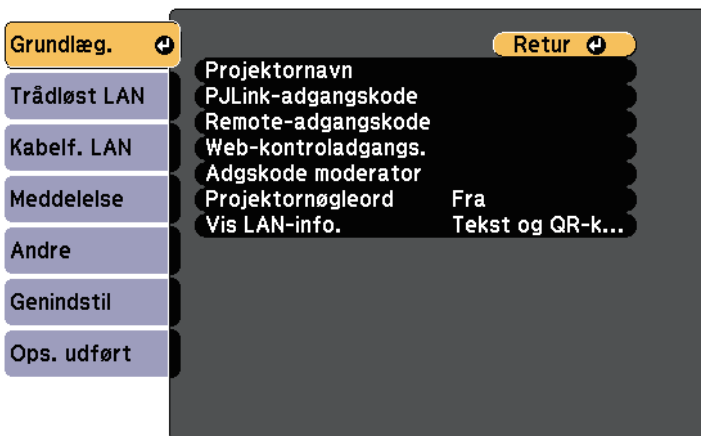 Grundlæg.
Trådløst LAN
Kabelf. LAN
Meddelelse
Andre
Genindstil
Ops. udført
Retur
Projektornavn
PJLink-adgangskode
Remote-adgangskode
Web-kontroladgangs.
Adgskode moderator
Projektornøgleord Fra
Vis LAN-info. Tekst og QR-k...